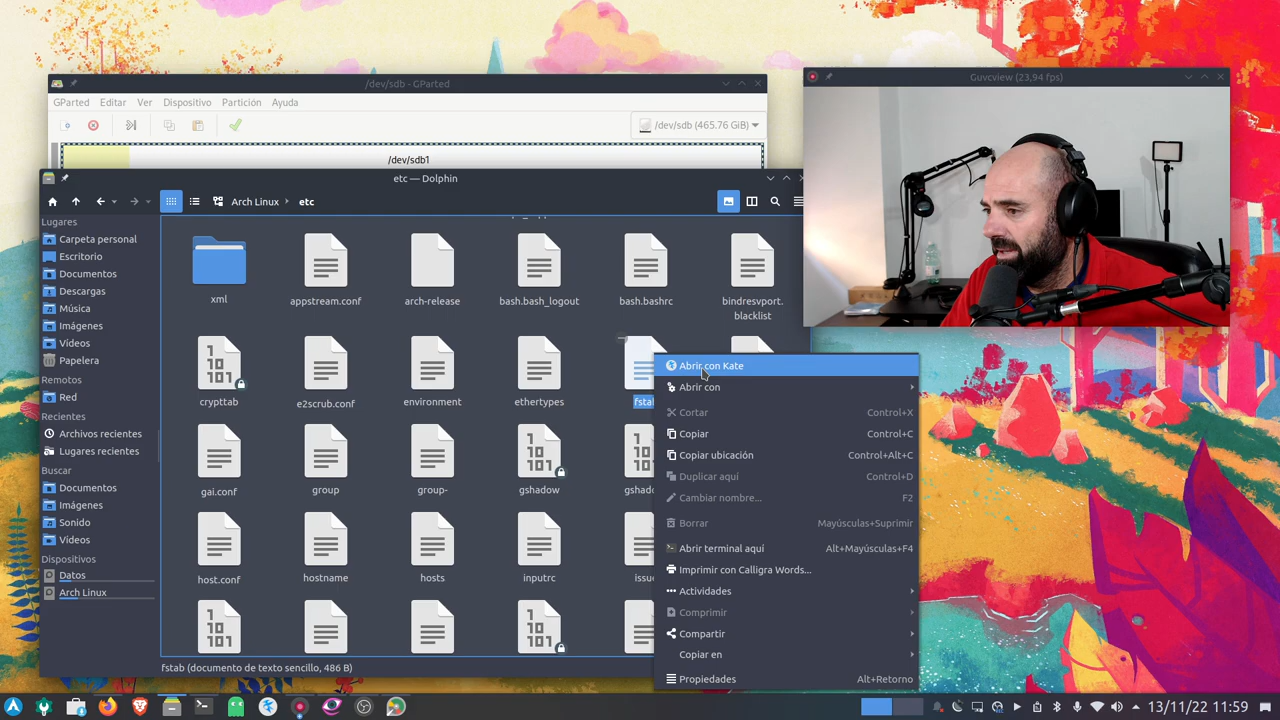 /dev/sdb - GParted
GParted Editar Ver Dispositivo Partición Ayuda
/dev/sdb (465.76 GiB)
/dev/sdb1
Guvcview (23,94 fps)
etc — Dolphin
Arch Linux etc
Lugares
Carpeta personal
Escritorio
Documentos
Descargas
Música
Imágenes
Vídeos
Papelera
Remotos
Red
Recientes
Archivos recientes
Lugares recientes
Buscar
Documentos
Imágenes
Sonido
Vídeos
Dispositivos
Datos
Arch Linux
xml
appstream.conf
arch-release
bash.bash_logout
bash.bashrc
bindresvport.
blacklist
crypttab
e2scrub.conf
environment
ethertypes
gai.conf
group
group-
gshadow
host.conf
hostname
hosts
inputrc
Abrir con Kate
Abrir con
Cortar Control+X
Copiar Control+C
Copiar ubicación Control+Alt+C
Duplicar aquí Control+D
Cambiar nombre... F2
Borrar Mayúsculas+Suprimir
Abrir terminal aquí Alt+Mayúsculas+F4
Imprimir con Calligra Words...
Actividades
Comprimir
Compartir
Copiar en
Propiedades Alt+Retorno
fstab (documento de texto sencillo, 486 B)
13/11/22 11:59